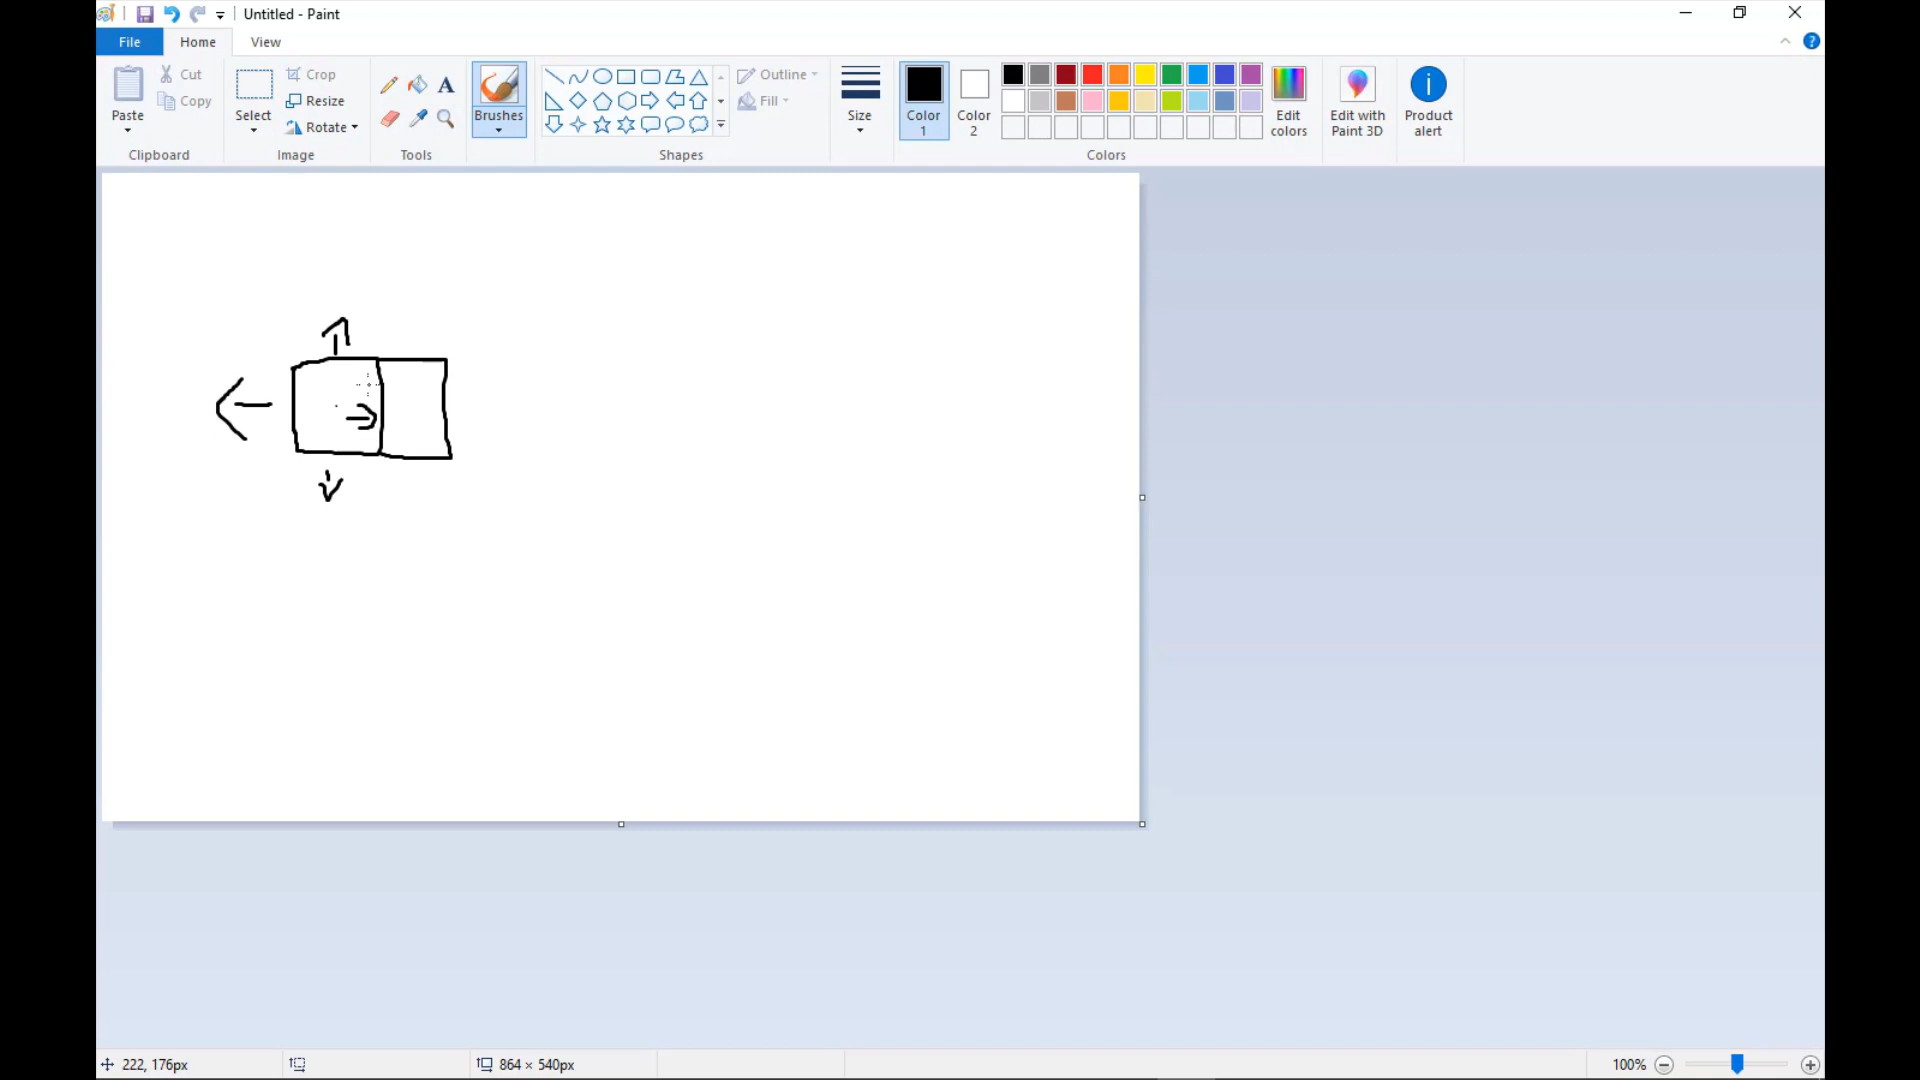 Untitled - Paint
File Home View
Paste
Cut
Copy
Clipboard
Select
Crop
Resize
Rotate
Image
A
Tools
Brushes
Outline
Fill
Shapes
Size
Color 1
Color 2
Edit colors
Colors
Edit with Paint 3D
Product alert
222, 176px
864 × 540px
100%